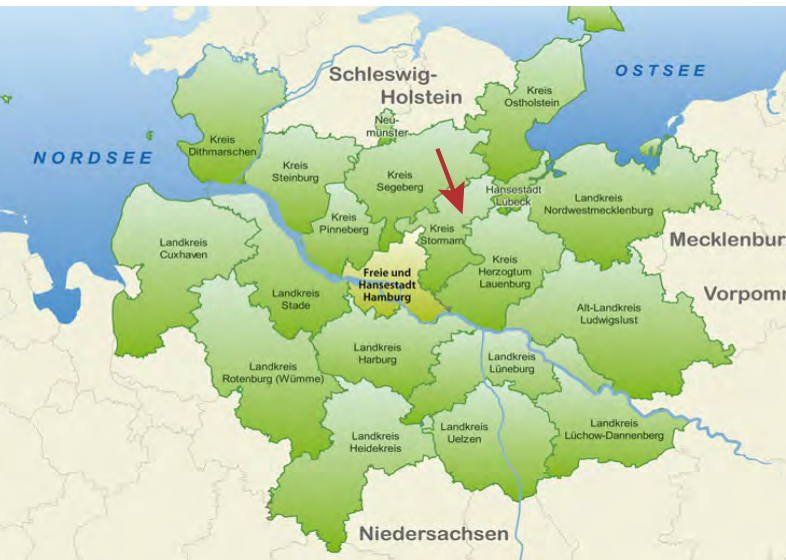 Schleswig-
Holstein
OSTSEE
NORDSEE
Kreis
Ostholstein
Neu-
münster
Kreis
Dithmarschen
Kreis
Steinburg
Kreis
Segeberg
Hansestadt
Lübeck
Landkreis
Nordwestmecklenburg
Kreis
Pinneberg
Kreis
Stormarn
Landkreis
Cuxhaven
Mecklenbur
Kreis
Herzogtum
Lauenburg
Freie und
Hansestadt
Hamburg
Landkreis
Stade
Vorpomm
Alt-Landkreis
Ludwigslust
Landkreis
Harburg
Landkreis
Lüneburg
Landkreis
Rotenburg (Wümme)
Landkreis
Heidekreis
Landkreis
Uelzen
Landkreis
Lüchow-Dannenberg
Niedersachsen